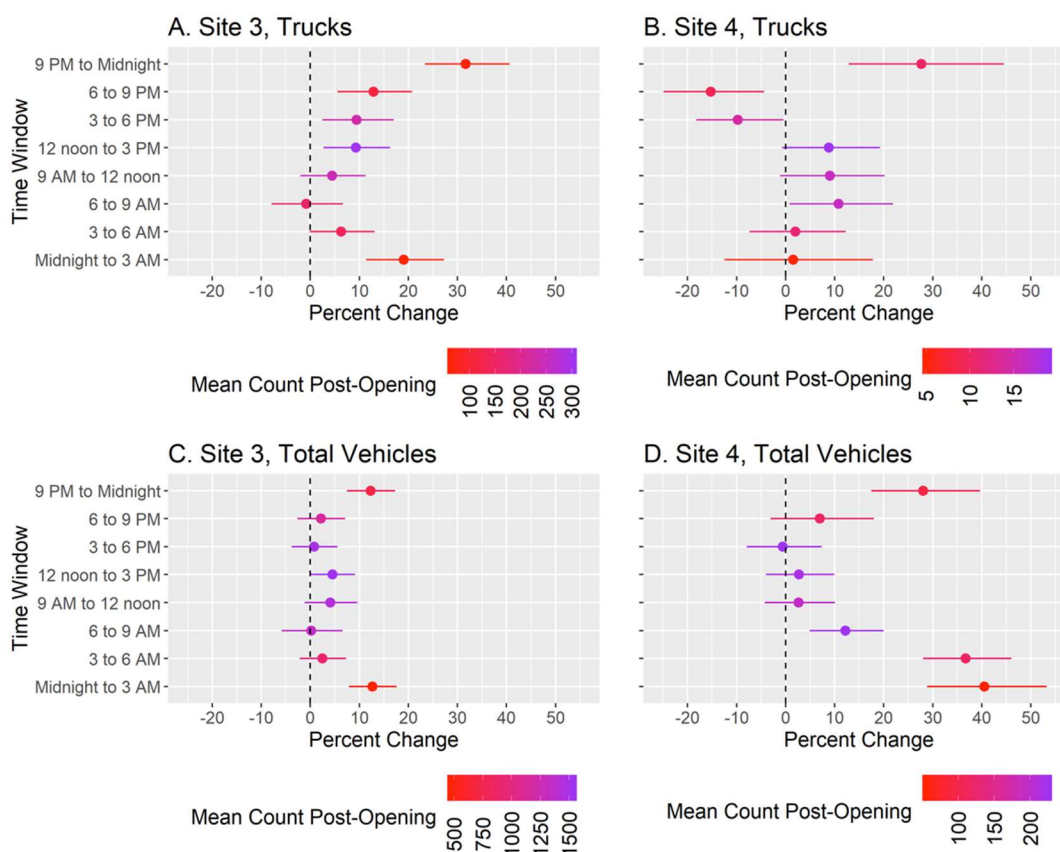 A. Site 3, Trucks
B. Site 4, Trucks
Time Window
9 PM to Midnight
6 to 9 PM
3 to 6 PM
12 noon to 3 PM
9 AM to 12 noon
6 to 9 AM
3 to 6 AM
Midnight to 3 AM
-20 -10 0 10 20 30 40 50
-20 -10 0 10 20 30 40 50
Percent Change
Percent Change
Mean Count Post-Opening
100 150 200 250 300
Mean Count Post-Opening
5 10 15
C. Site 3, Total Vehicles
D. Site 4, Total Vehicles
Time Window
9 PM to Midnight
6 to 9 PM
3 to 6 PM
12 noon to 3 PM
9 AM to 12 noon
6 to 9 AM
3 to 6 AM
Midnight to 3 AM
-20 -10 0 10 20 30 40 50
-20 -10 0 10 20 30 40 50
Percent Change
Percent Change
Mean Count Post-Opening
500 750 1000 1250 1500
Mean Count Post-Opening
100 150 200